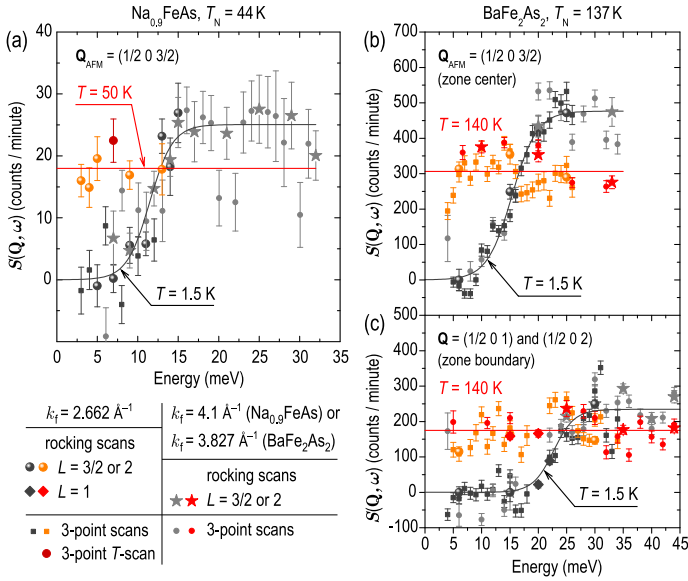 Na0.9FeAs, TN = 44 K
BaFe2As2, TN = 137 K
(a)
QAFM = (1/2 0 3/2)
T = 50 K
T = 1.5 K
S(Q, ω) (counts / minute)
40
30
20
10
0
-10
0 5 10 15 20 25 30 35
Energy (meV)
(b)
QAFM = (1/2 0 3/2)
(zone center)
T = 140 K
T = 1.5 K
S(Q, ω) (counts / minute)
700
600
500
400
300
200
100
0
500
Energy (meV)
(c)
Q = (1/2 0 1) and (1/2 0 2)
(zone boundary)
T = 140 K
T = 1.5 K
S(Q, ω) (counts / minute)
400
300
200
100
0
-100
0 5 10 15 20 25 30 35 40 45
Energy (meV)
kf = 2.662 Å−1
rocking scans
L = 3/2 or 2
L = 1
3-point scans
3-point T-scan
kf = 4.1 Å−1 (Na0.9FeAs) or
kf = 3.827 Å−1 (BaFe2As2)
rocking scans
L = 3/2 or 2
3-point scans